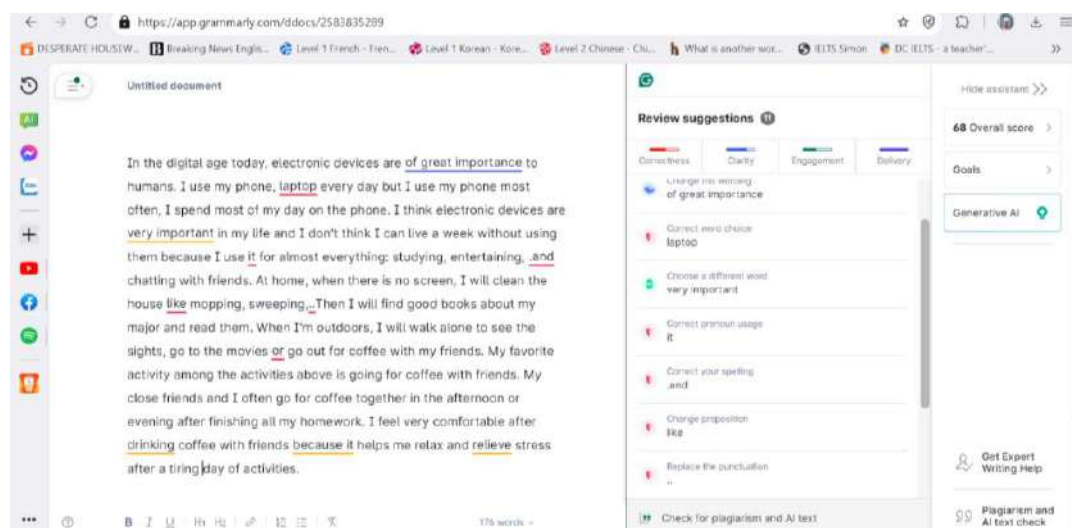 https://app.grammarly.com/ddocs/2583835289
DESPERATE HOUSEW... Breaking News Englis... Level 1 French - Fren... Level 1 Korean - Kore... Level 2 Chinese - Chi... What is another wor... IELTS Simon DC IELTS - a teacher'...
Untitled document
Hide assistant
Review suggestions 11
68 Overall score
Correctness Clarity Engagement Delivery
Goals
Generative AI
In the digital age today, electronic devices are of great importance to
humans. I use my phone, laptop every day but I use my phone most
often, I spend most of my day on the phone. I think electronic devices are
very important in my life and I don't think I can live a week without using
them because I use it for almost everything: studying, entertaining, .and
chatting with friends. At home, when there is no screen, I will clean the
house like mopping, sweeping,..Then I will find good books about my
major and read them. When I'm outdoors, I will walk alone to see the
sights, go to the movies or go out for coffee with my friends. My favorite
activity among the activities above is going for coffee with friends. My
close friends and I often go for coffee together in the afternoon or
evening after finishing all my homework. I feel very comfortable after
drinking coffee with friends because it helps me relax and relieve stress
after a tiring day of activities.
Change the wording
of great importance
Correct word choice
laptop
Choose a different word
very important
Correct pronoun usage
it
Correct your spelling
.and
Change preposition
like
Replace the punctuation
..
Get Expert
Writing Help
B I U H1 H2
176 words
Check for plagiarism and AI text
Plagiarism and
AI text check